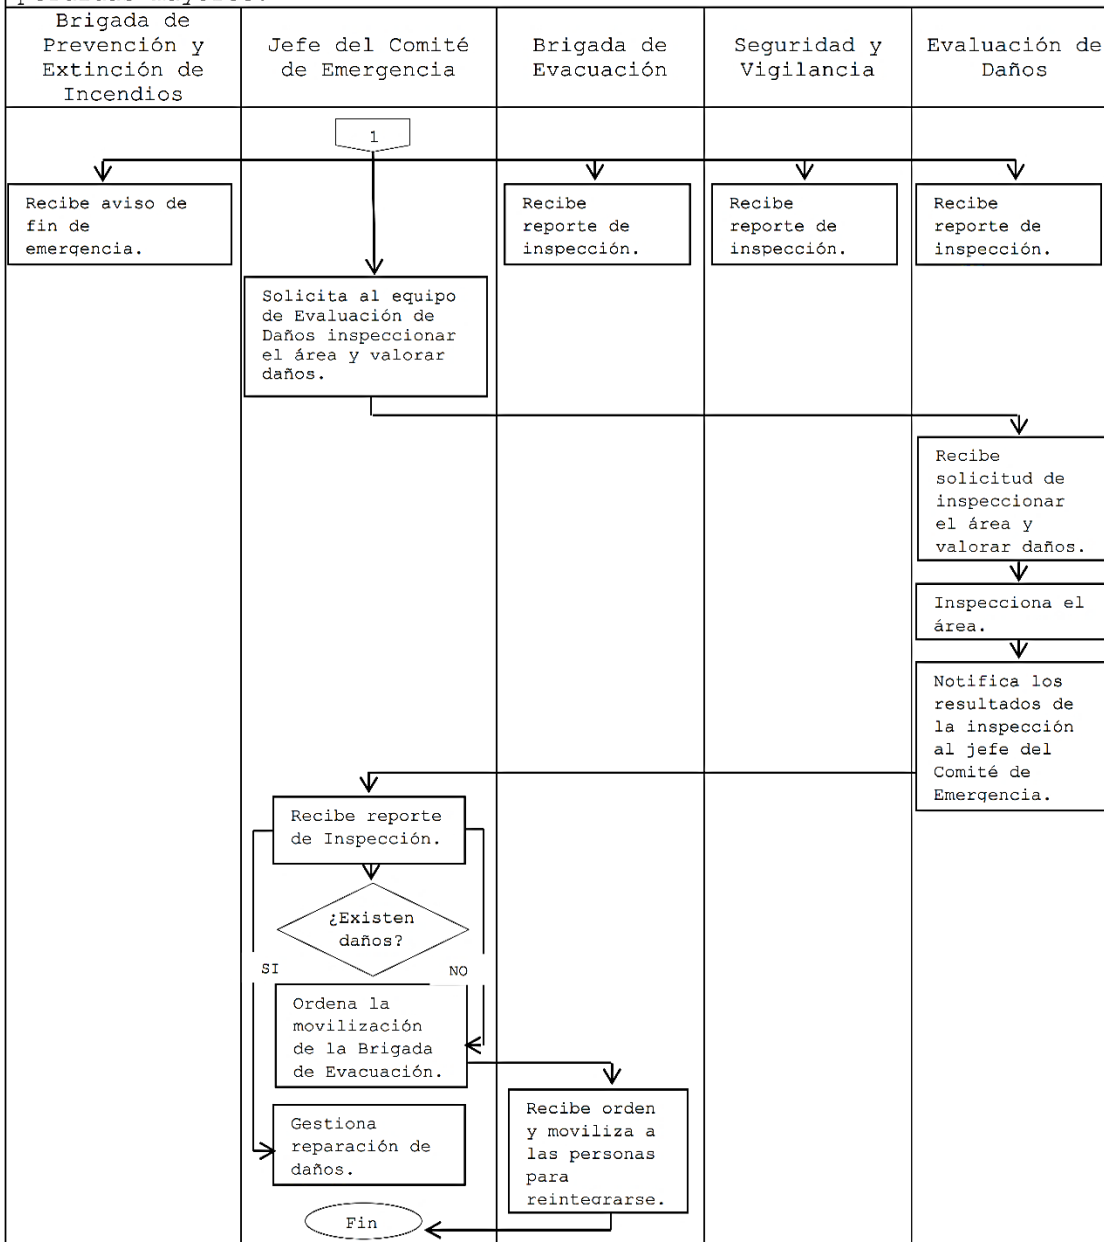 pérdidas mayores.
Brigada de
Prevención y
Extinción de
Incendios
Jefe del Comité
de Emergencia
Brigada de
Evacuación
Seguridad y
Vigilancia
Evaluación de
Daños
1
Recibe aviso de
fin de
emergencia.
Recibe
reporte de
inspección.
Recibe
reporte de
inspección.
Recibe
reporte de
inspección.
Solicita al equipo
de Evaluación de
Daños inspeccionar
el área y valorar
daños.
Recibe
solicitud de
inspeccionar
el área y
valorar daños.
Inspecciona el
área.
Notifica los
resultados de
la inspección
al jefe del
Comité de
Emergencia.
Recibe reporte
de Inspección.
¿Existen
daños?
SI
NO
Ordena la
movilización
de la Brigada
de Evacuación.
Gestiona
reparación de
daños.
Recibe orden
y moviliza a
las personas
para
reintegrarse.
Fin